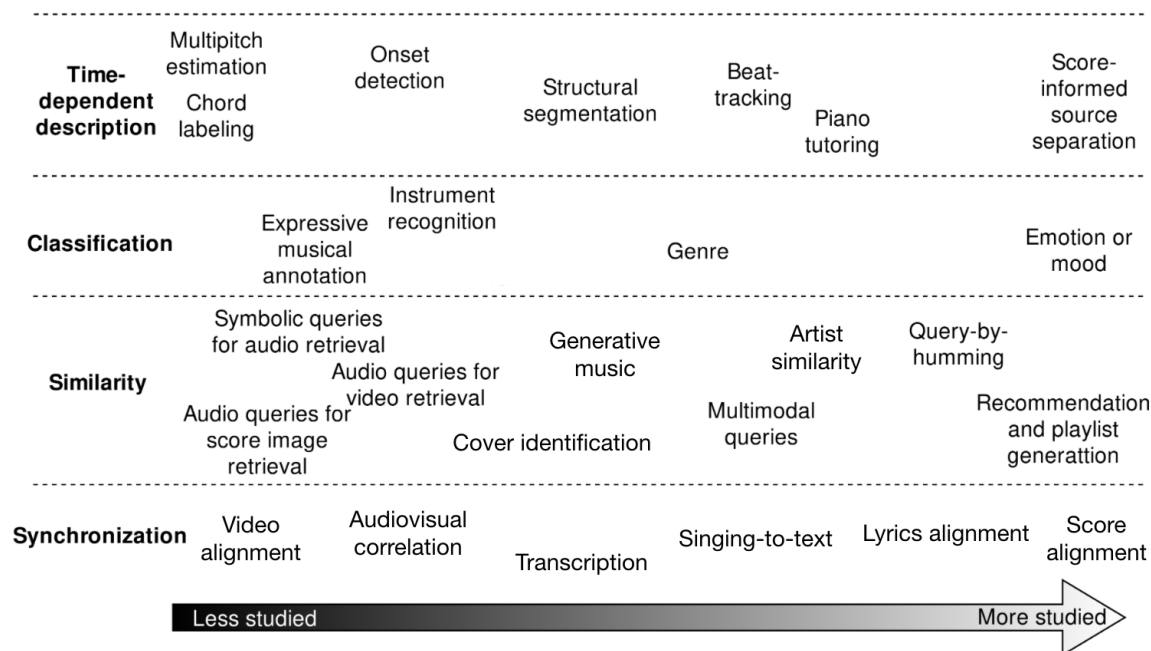 Time-
dependent
description
Multipitch
estimation
Chord
labeling
Onset
detection
Structural
segmentation
Beat-
tracking
Piano
tutoring
Score-
informed
source
separation
Classification
Expressive
musical
annotation
Instrument
recognition
Genre
Emotion or
mood
Similarity
Symbolic queries
for audio retrieval
Audio queries for
video retrieval
Audio queries for
score image
retrieval
Generative
music
Cover identification
Artist
similarity
Multimodal
queries
Query-by-
humming
Recommendation
and playlist
generattion
Synchronization
Video
alignment
Audiovisual
correlation
Transcription
Singing-to-text
Lyrics alignment
Score
alignment
Less studied
More studied